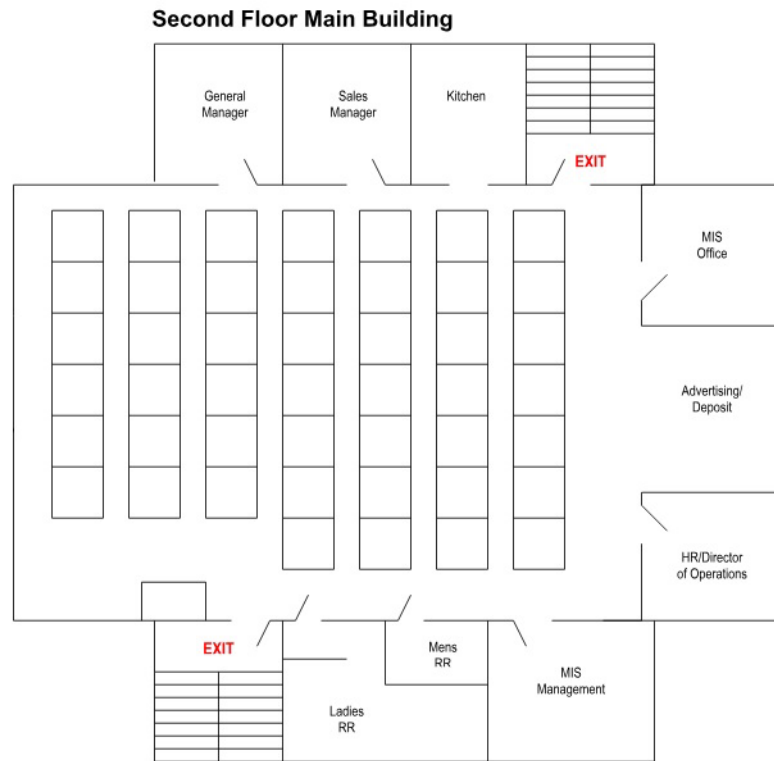 Second Floor Main Building
General
Manager
Sales
Manager
Kitchen
EXIT
MIS
Office
Advertising/
Deposit
HR/Director
of Operations
EXIT
Mens
RR
MIS
Management
Ladies
RR